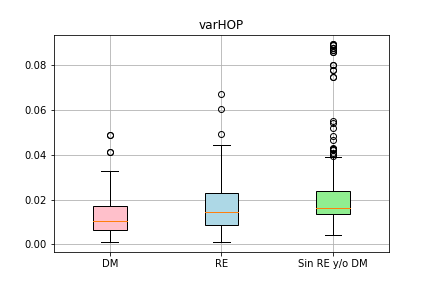 varHOP
0.08
0.06
0.04
0.02
0.00
DM
RE
Sin RE y/o DM